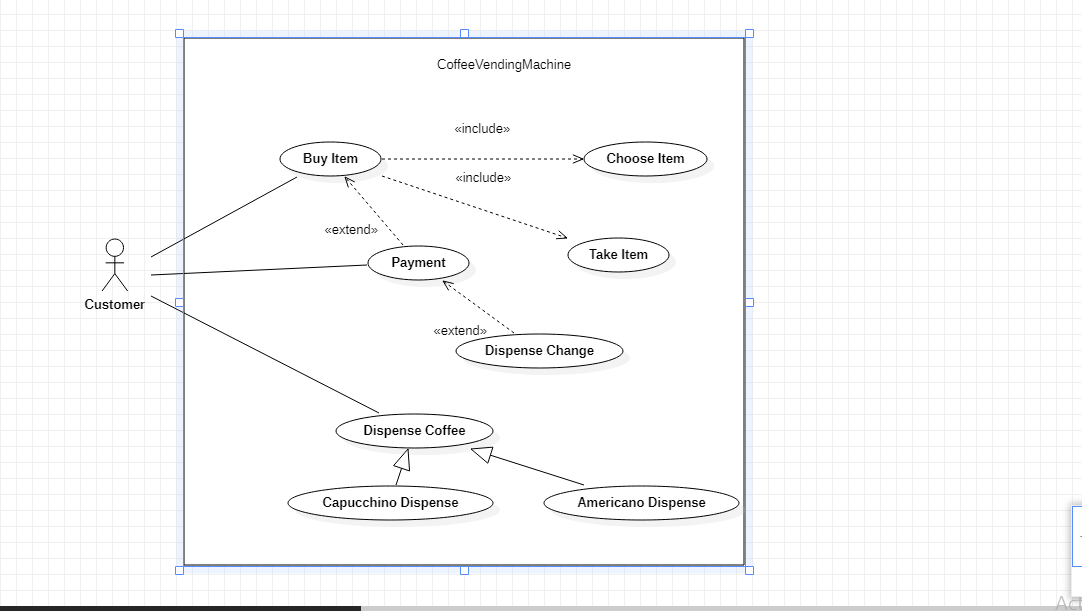 CoffeeVendingMachine
«include»
Buy Item
Choose Item
«include»
«extend»
Take Item
Payment
Customer
«extend»
Dispense Change
Dispense Coffee
Capucchino Dispense
Americano Dispense